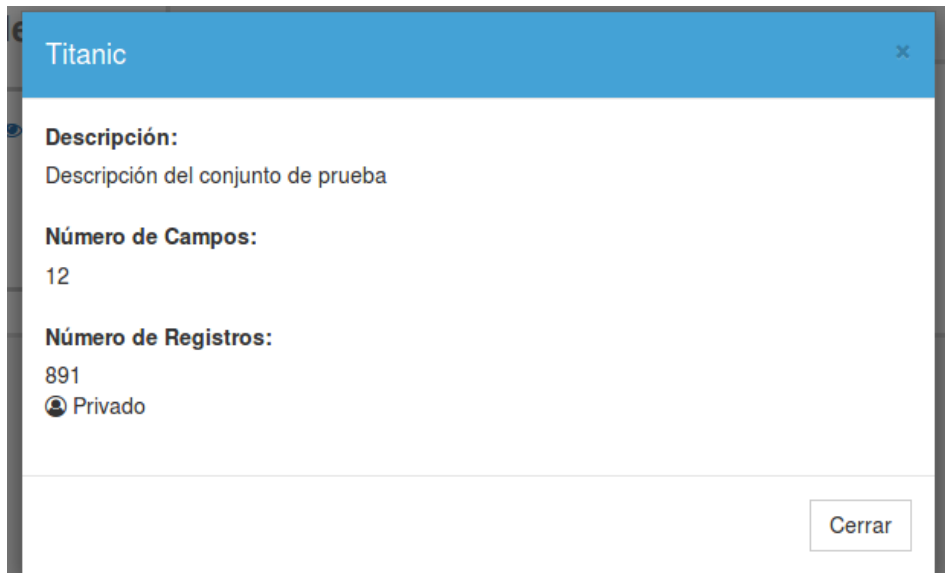 Titanic
×
Descripción:
Descripción del conjunto de prueba
Número de Campos:
12
Número de Registros:
891
Privado
Cerrar